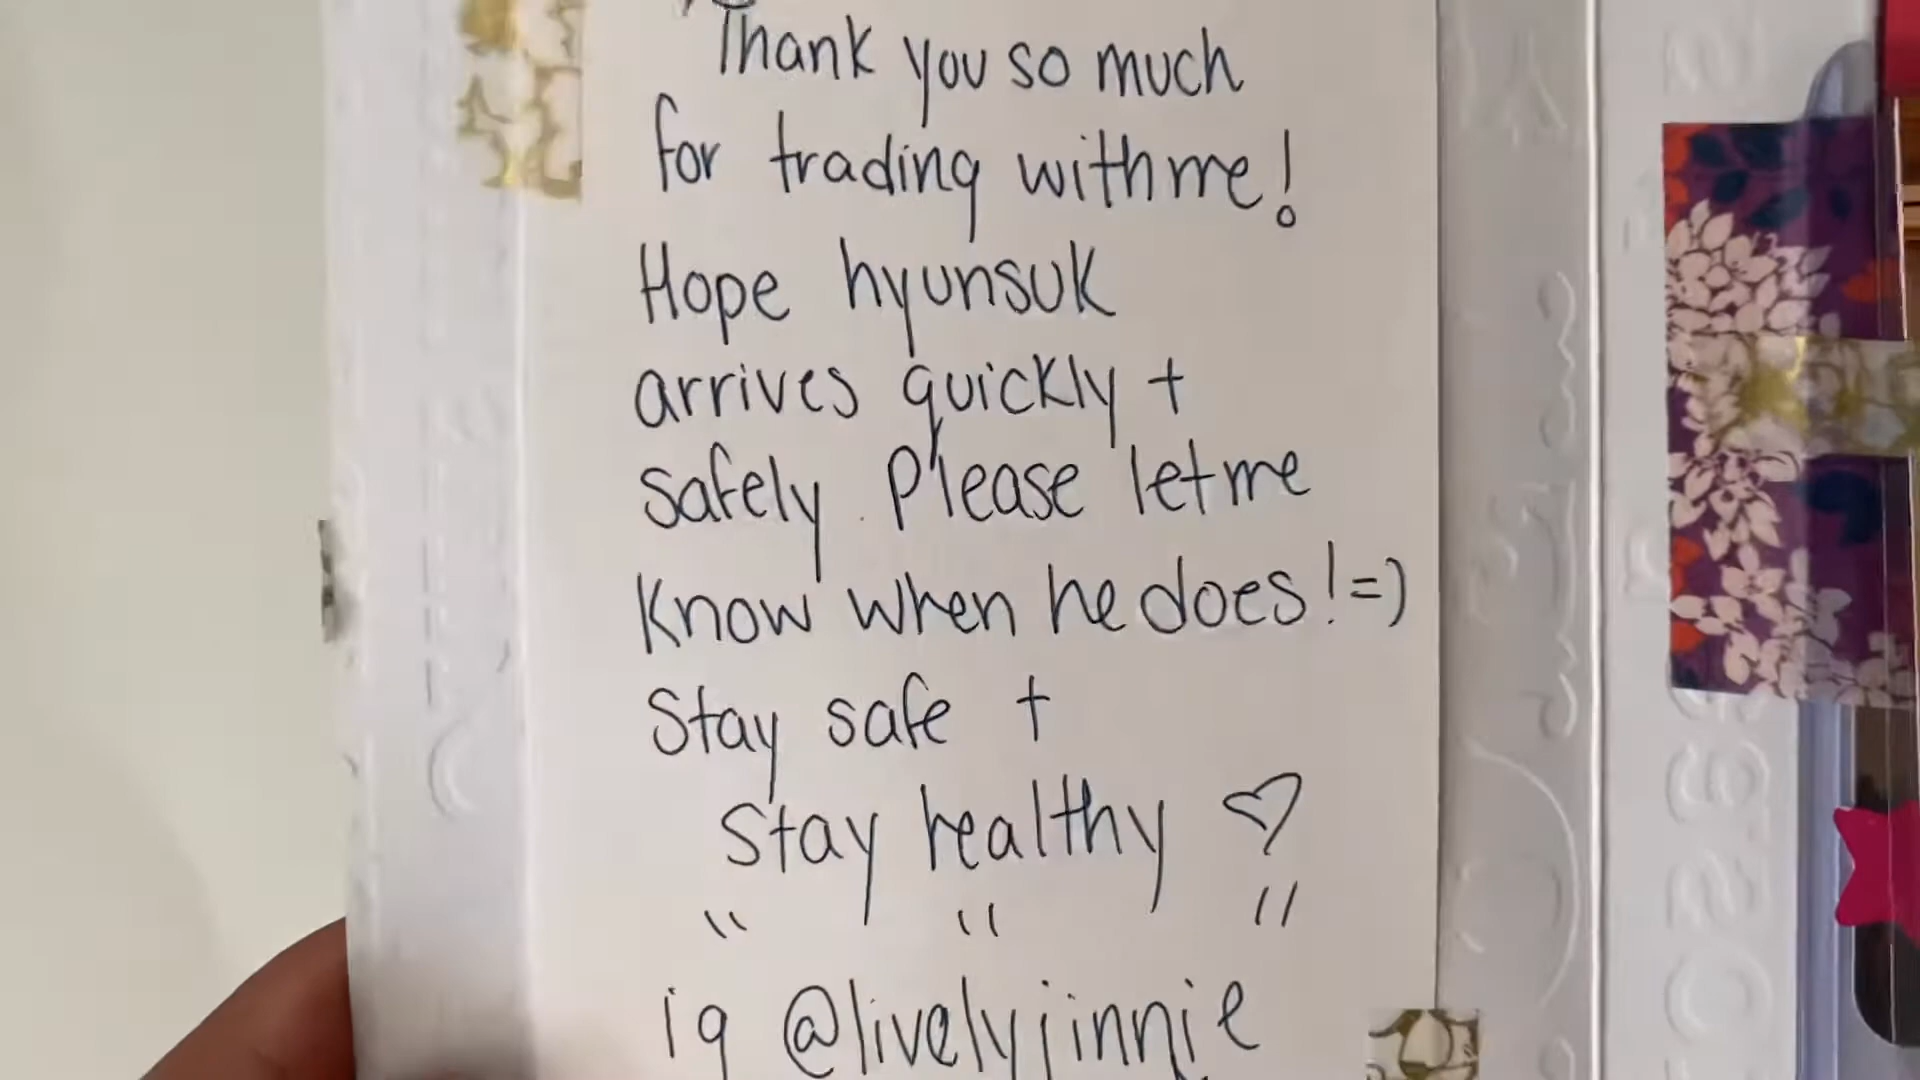 Thank you so much
for trading with me!
Hope hyunsuk
arrives quickly +
safely. Please let me
know when he does! =)
Stay safe +
Stay healthy ♡
" " "
ig @livelyjinnie